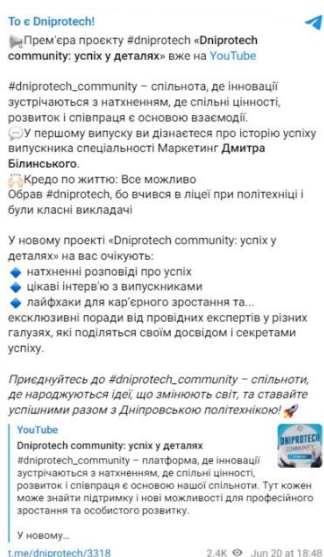 То є Dniprotech!
Прем'єра проєкту #dniprotech «Dniprotech
community: успіх у деталях» вже на YouTube
#dniprotech_community – спільнота, де інновації
зустрічаються з натхненням, де спільні цінності,
розвиток і співпраця є основою взаємодії.
У першому випуску ви дізнаєтеся про історію успіху
випускника спеціальності Маркетинг Дмитра
Білинського.
Кредо по життю: Все можливо
Обрав #dniprotech, бо вчився в ліцеї при політехніці і
були класні викладачі
У новому проекті «Dniprotech community: успіх у
деталях» на вас очікують:
натхненні розповіді про успіх
цікаві інтерв'ю з випускниками
лайфхаки для кар'єрного зростання та...
ексклюзивні поради від провідних експертів у різних
галузях, які поділяться своїм досвідом і секретами
успіху.
Приєднуйтесь до #dniprotech_community – спільноти,
де народжуються ідеї, що змінюють світ, та ставайте
успішними разом з Дніпровською політехнікою!
YouTube
Dniprotech community: успіх у деталях
#dniprotech_community – платформа, де інновації
зустрічаються з натхненням, де спільні цінності,
розвиток і співпраця є основою нашої спільноти. Тут кожен
може знайти підтримку і нові можливості для професійного
зростання та особистого розвитку.
У новому…
DNIPROTECH
COMMUNITY
t.me/dniprotech/3318 2.4K Jun 20 at 18:48